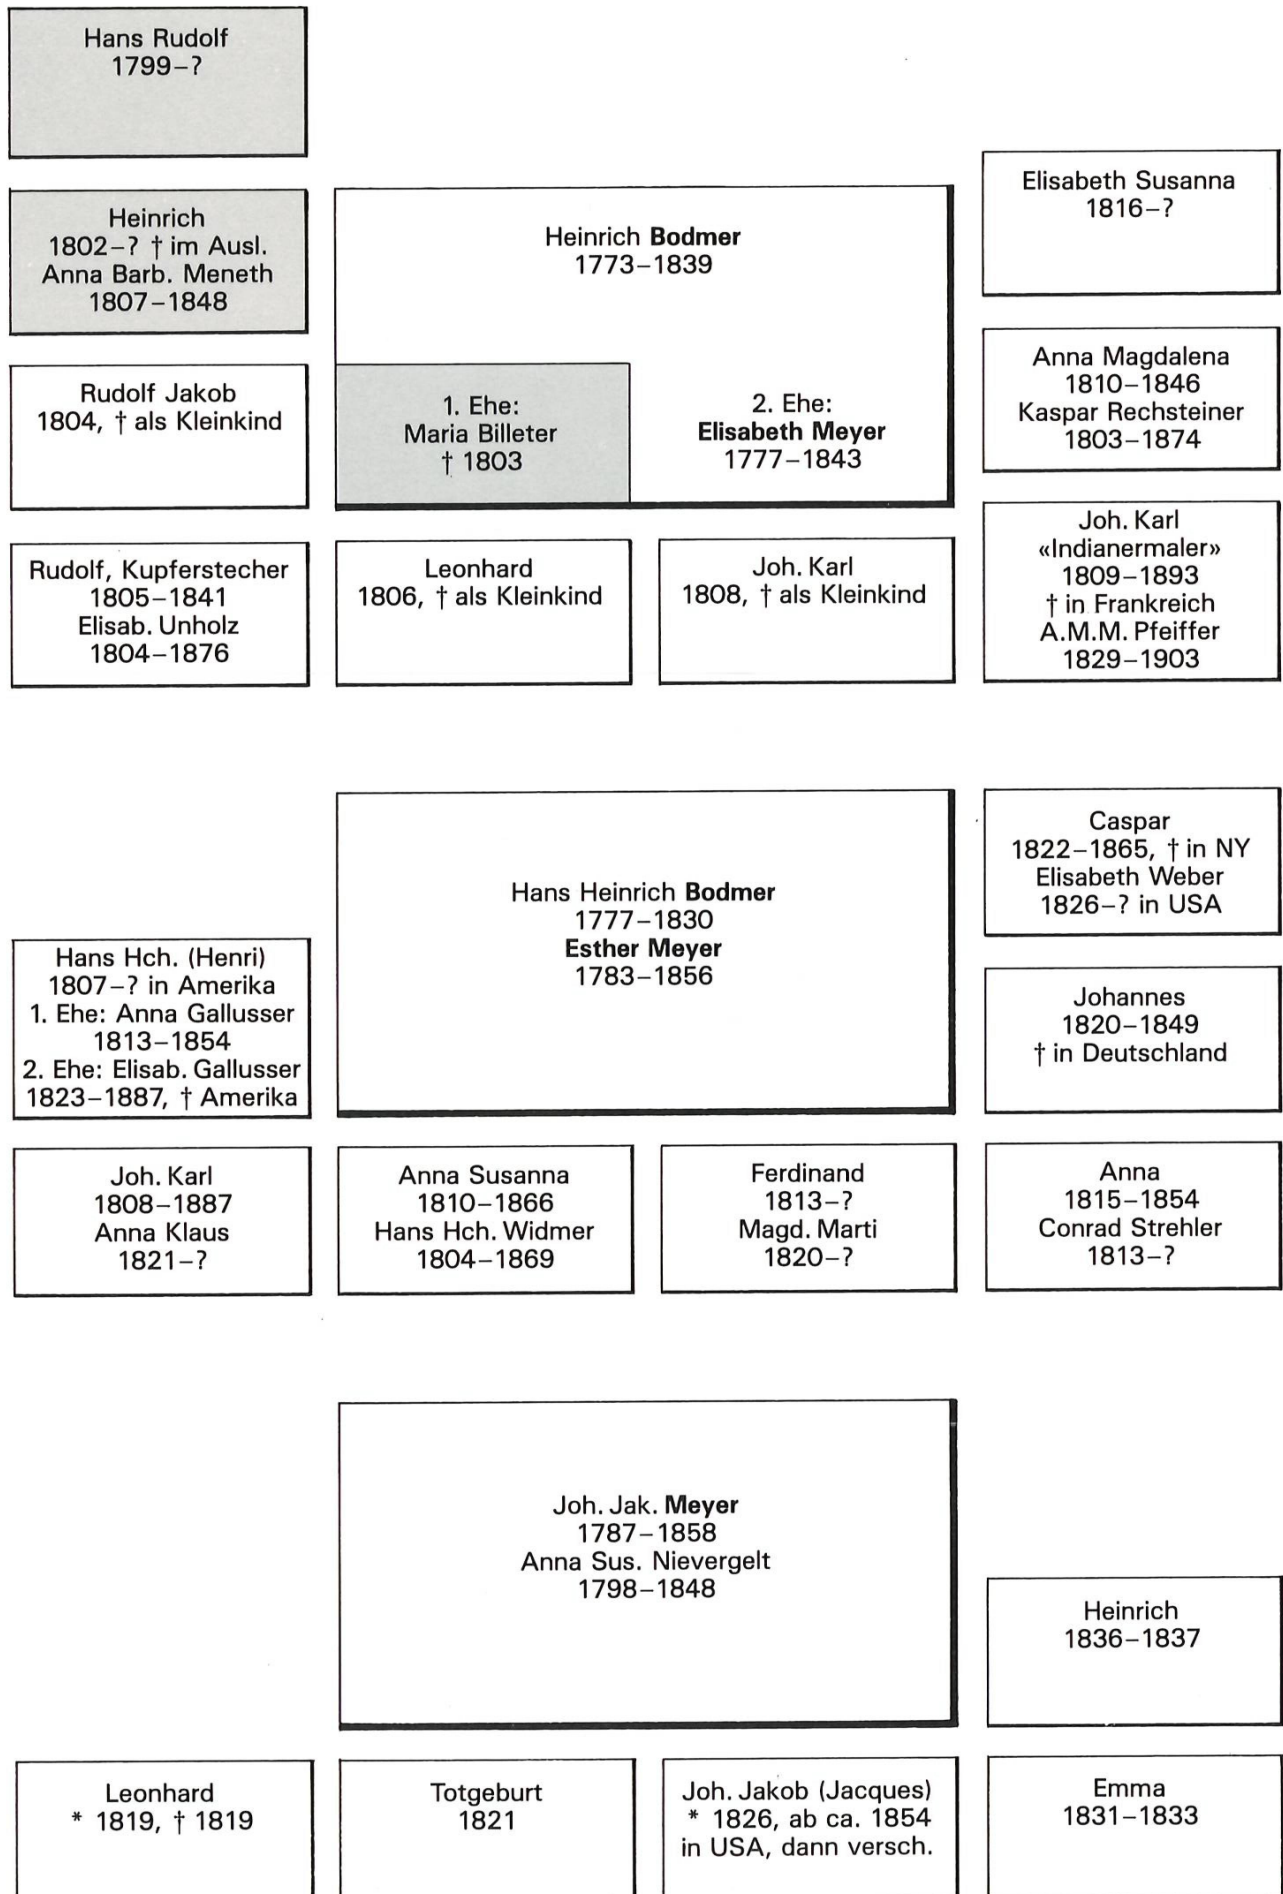 Hans Rudolf
1799–?
Heinrich
1802–? † im Ausl.
Anna Barb. Meneth
1807–1848
Rudolf Jakob
1804, † als Kleinkind
Rudolf, Kupferstecher
1805–1841
Elisab. Unholz
1804–1876
Heinrich Bodmer
1773–1839
1. Ehe:
Maria Billeter
† 1803
2. Ehe:
Elisabeth Meyer
1777–1843
Leonhard
1806, † als Kleinkind
Joh. Karl
1808, † als Kleinkind
Elisabeth Susanna
1816–?
Anna Magdalena
1810–1846
Kaspar Rechsteiner
1803–1874
Joh. Karl
«Indianermaler»
1809–1893
† in Frankreich
A.M.M. Pfeiffer
1829–1903
Hans Heinrich Bodmer
1777–1830
Esther Meyer
1783–1856
Caspar
1822–1865, † in NY
Elisabeth Weber
1826–? in USA
Hans Hch. (Henri)
1807–? in Amerika
1. Ehe: Anna Gallusser
1813–1854
2. Ehe: Elisab. Gallusser
1823–1887, † Amerika
Johannes
1820–1849
† in Deutschland
Joh. Karl
1808–1887
Anna Klaus
1821–?
Anna Susanna
1810–1866
Hans Hch. Widmer
1804–1869
Ferdinand
1813–?
Magd. Marti
1820–?
Anna
1815–1854
Conrad Strehler
1813–?
Joh. Jak. Meyer
1787–1858
Anna Sus. Nievergelt
1798–1848
Heinrich
1836–1837
Leonhard
* 1819, † 1819
Totgeburt
1821
Joh. Jakob (Jacques)
* 1826, ab ca. 1854
in USA, dann versch.
Emma
1831–1833